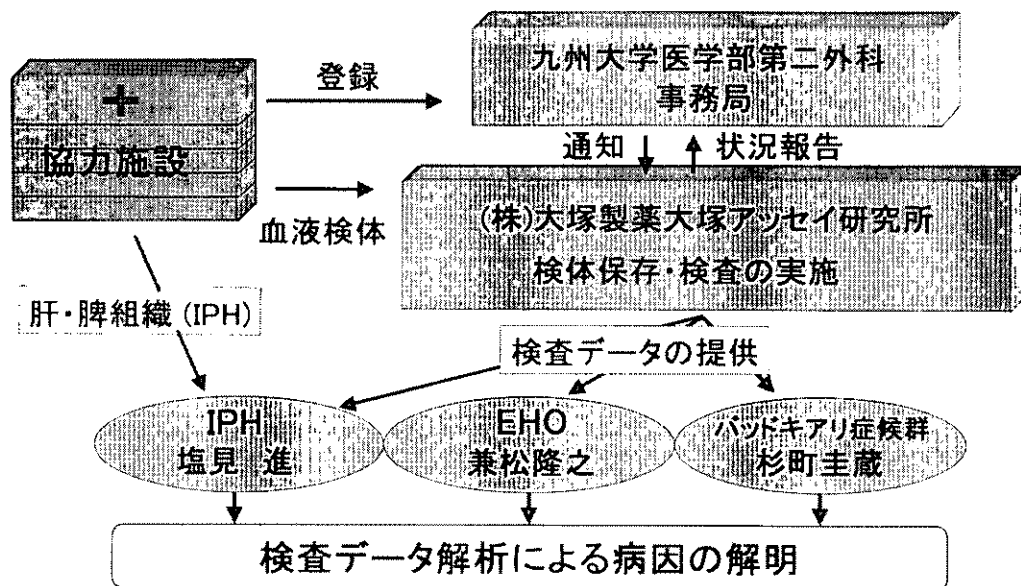 九州大学医学部第二外科
事務局
登録
協力施設
通知
状況報告
血液検体
(株)大塚製薬大塚アッセイ研究所
検体保存・検査の実施
肝・脾組織(IPH)
検査データの提供
IPH
塩見 進
EHO
兼松隆之
バッドキアリ症候群
杉町圭蔵
検査データ解析による病因の解明